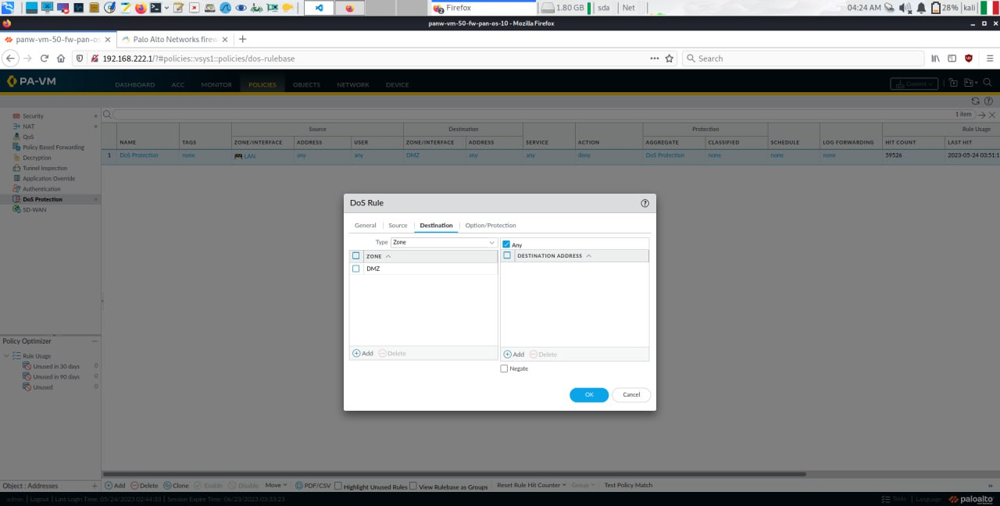 Firefox
1.80 GB
sda
Net
04:24 AM
28%
kali
panw-vm-50-fw-pan-os-10 - Mozilla Firefox
panw-vm-50-fw-pan-os-
Palo Alto Networks firew
192.168.222.1/?#policies::vsys1::policies/dos-rulebase
Search
PA-VM
DASHBOARD
ACC
MONITOR
POLICIES
OBJECTS
NETWORK
DEVICE
Commit
Security
NAT
QoS
Policy Based Forwarding
Decryption
Tunnel Inspection
Application Override
Authentication
DoS Protection
SD-WAN
1 item
Source
Destination
Protection
Rule Usage
NAME
TAGS
ZONE/INTERFACE
ADDRESS
USER
ZONE/INTERFACE
ADDRESS
SERVICE
ACTION
AGGREGATE
CLASSIFIED
SCHEDULE
LOG FORWARDING
HIT COUNT
LAST HIT
1
DoS Protection
none
LAN
any
any
DMZ
any
any
deny
DoS Protection
none
none
none
59526
2023-05-24 03:51:1
DoS Rule
General
Source
Destination
Option/Protection
Type
Zone
Any
ZONE
DESTINATION ADDRESS
DMZ
Add
Delete
Add
Delete
Negate
OK
Cancel
Policy Optimizer
Rule Usage
Unused in 30 days
0
Unused in 90 days
0
Unused
0
Object : Addresses
Add
Delete
Clone
Enable
Disable
Move
PDF/CSV
Highlight Unused Rules
View Rulebase as Groups
Reset Rule Hit Counter
Group
Test Policy Match
admin | Logout | Last Login Time: 05/24/2023 02:44:33 | Session Expire Time: 06/23/2023 03:33:23
Tasks
Language
paloalto